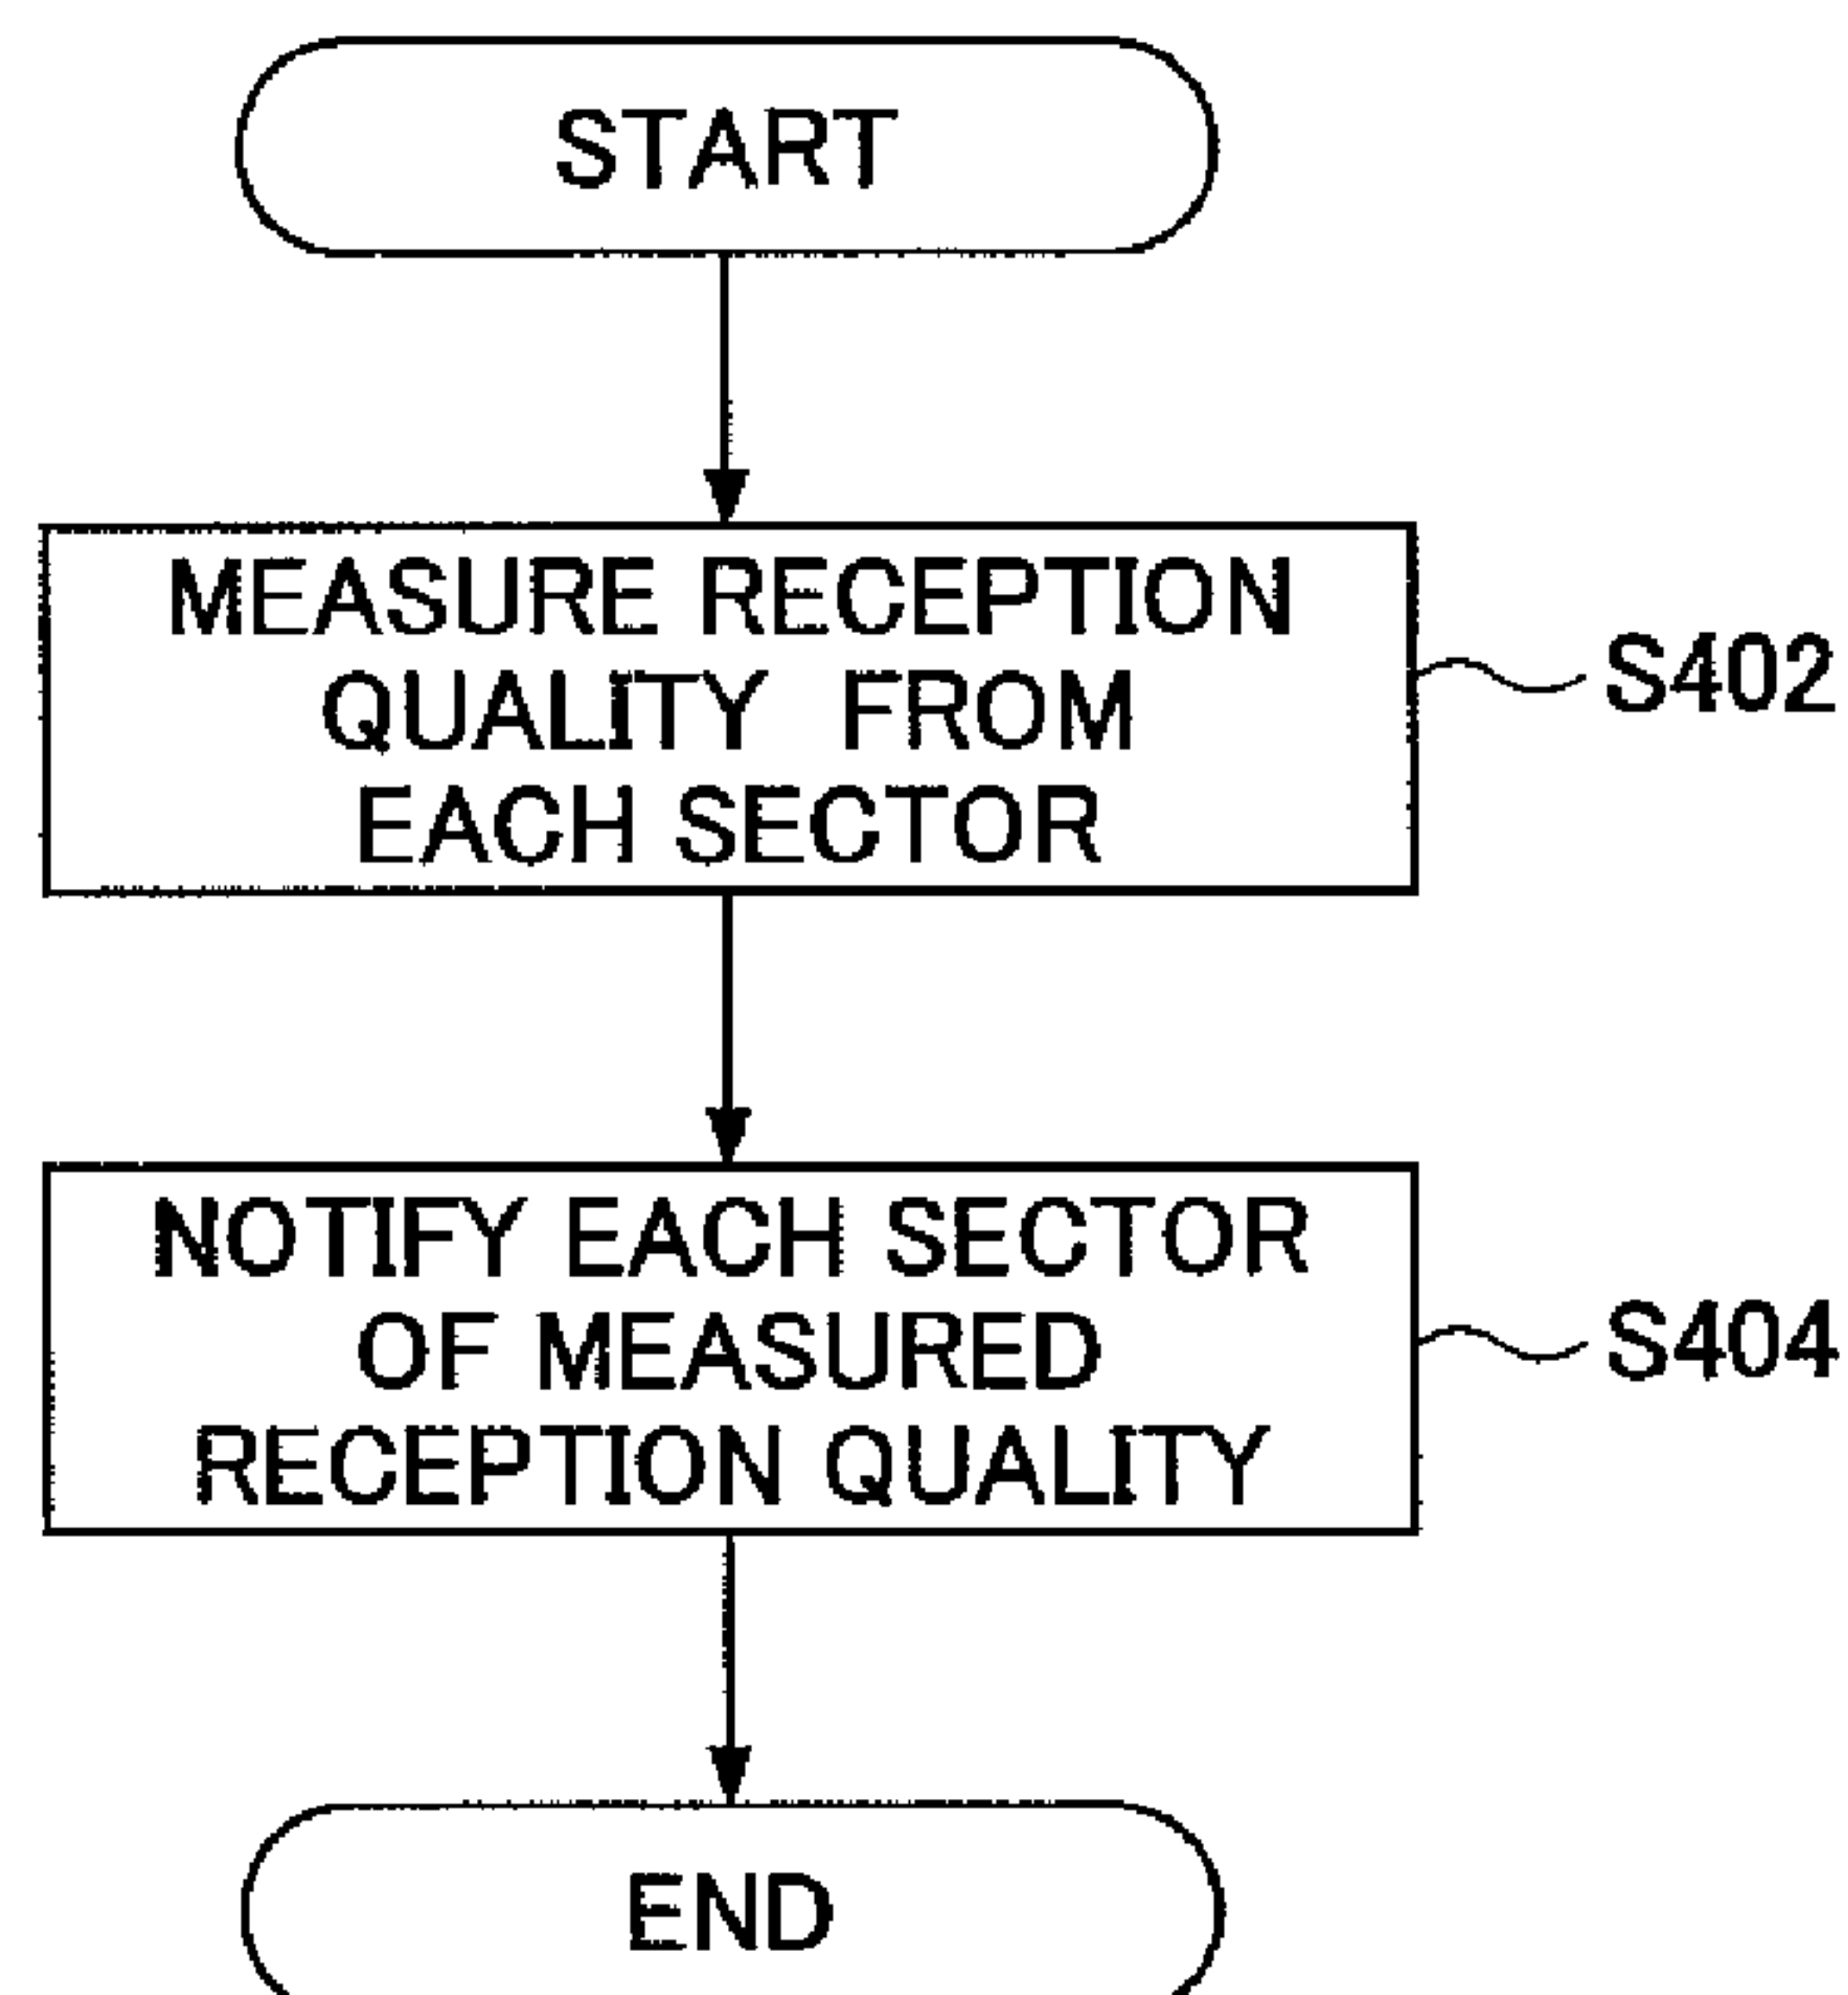 START
MEASURE RECEPTION
QUALITY FROM
EACH SECTOR
S402
NOTIFY EACH SECTOR
OF MEASURED
RECEPTION QUALITY
S404
END